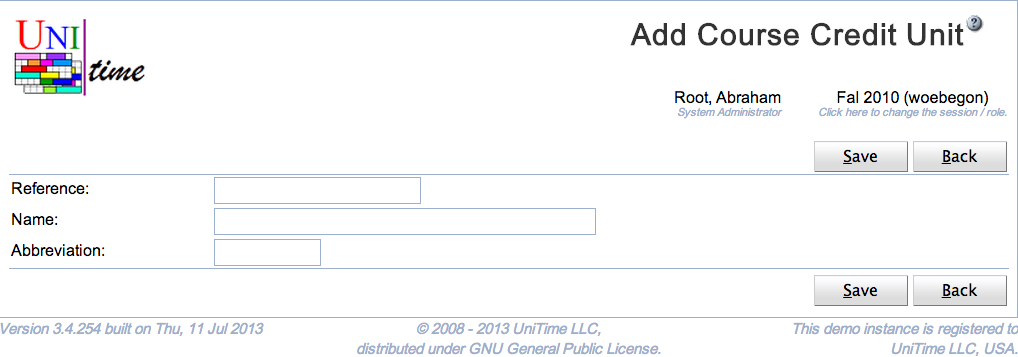 UNI
time
Add Course Credit Unit
?
Root, Abraham
Fal 2010 (woebegon)
System Administrator
Click here to change the session / role.
Save
Back
Reference:
Name:
Abbreviation:
Save
Back
Version 3.4.254 built on Thu, 11 Jul 2013
© 2008 - 2013 UniTime LLC,
distributed under GNU General Public License.
This demo instance is registered to
UniTime LLC, USA.